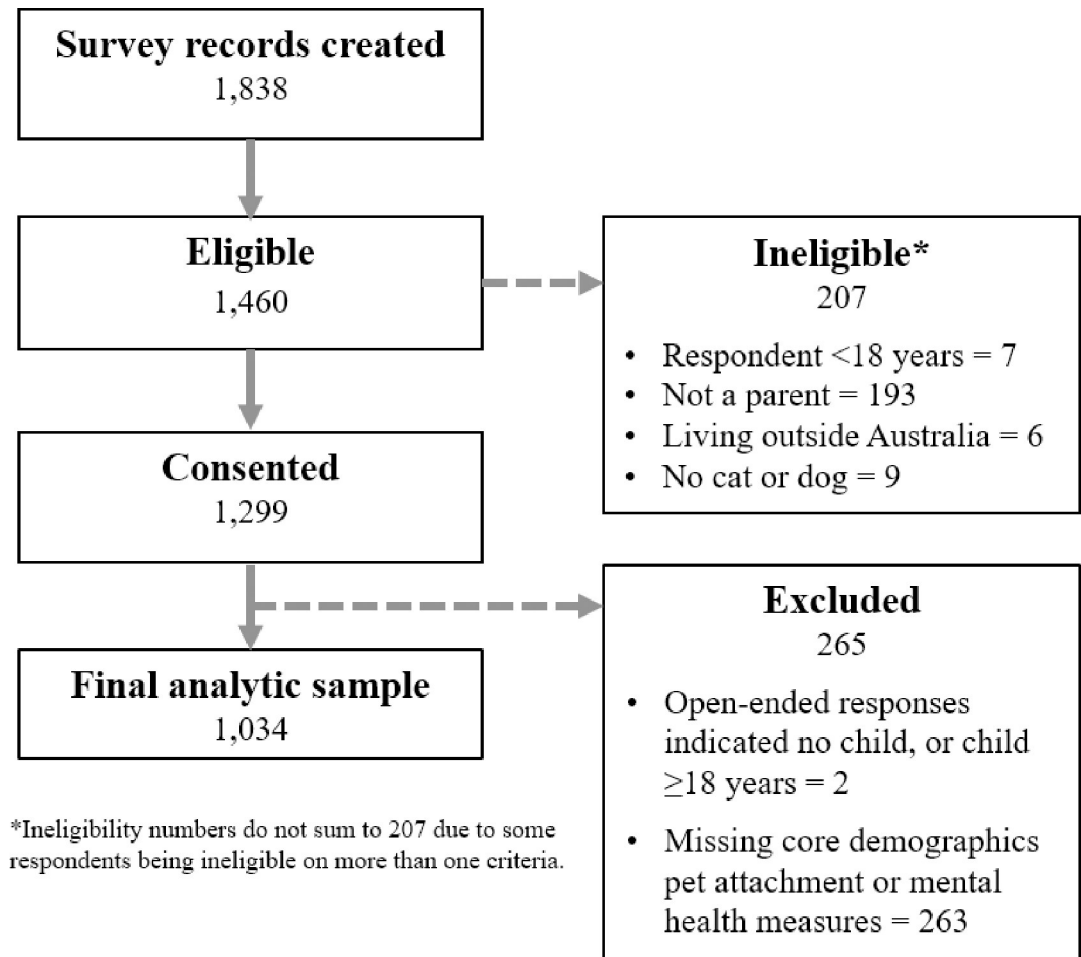 Survey records created
1,838
Eligible
1,460
Ineligible*
207
• Respondent <18 years = 7
• Not a parent = 193
• Living outside Australia = 6
• No cat or dog = 9
Consented
1,299
Excluded
265
• Open-ended responses
indicated no child, or child
≥18 years = 2
• Missing core demographics
pet attachment or mental
health measures = 263
Final analytic sample
1,034
*Ineligibility numbers do not sum to 207 due to some
respondents being ineligible on more than one criteria.